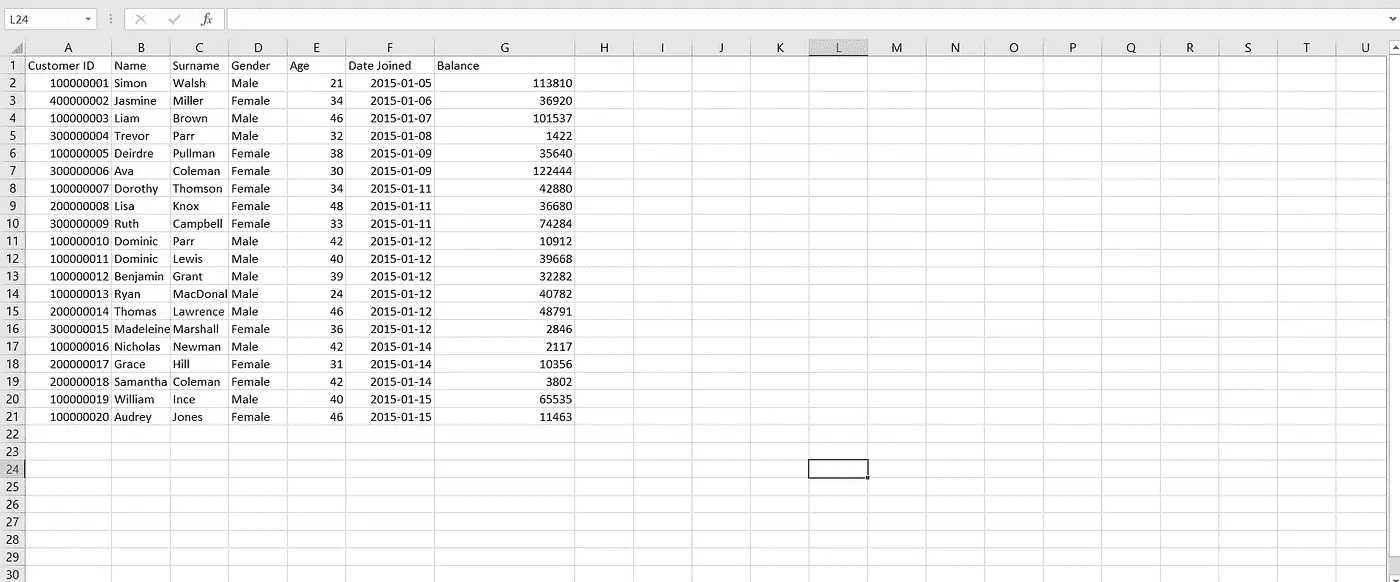 L24 fx
A B C D E F G H I J K L M N O P Q R S T U
1 Customer ID Name Surname Gender Age Date Joined Balance
2 100000001 Simon Walsh Male 21 2015-01-05 113810
3 400000002 Jasmine Miller Female 34 2015-01-06 36920
4 100000003 Liam Brown Male 46 2015-01-07 101537
5 300000004 Trevor Parr Male 32 2015-01-08 1422
6 100000005 Deirdre Pullman Female 38 2015-01-09 35640
7 300000006 Ava Coleman Female 30 2015-01-09 122444
8 100000007 Dorothy Thomson Female 34 2015-01-11 42880
9 200000008 Lisa Knox Female 48 2015-01-11 36680
10 300000009 Ruth Campbell Female 33 2015-01-11 74284
11 100000010 Dominic Parr Male 42 2015-01-12 10912
12 100000011 Dominic Lewis Male 40 2015-01-12 39668
13 100000012 Benjamin Grant Male 39 2015-01-12 32282
14 100000013 Ryan MacDonal Male 24 2015-01-12 40782
15 200000014 Thomas Lawrence Male 46 2015-01-12 48791
16 300000015 Madeleine Marshall Female 36 2015-01-12 2846
17 100000016 Nicholas Newman Male 42 2015-01-14 2117
18 200000017 Grace Hill Female 31 2015-01-14 10356
19 200000018 Samantha Coleman Female 42 2015-01-14 3802
20 100000019 William Ince Male 40 2015-01-15 65535
21 100000020 Audrey Jones Female 46 2015-01-15 11463
22
23
24
25
26
27
28
29
30